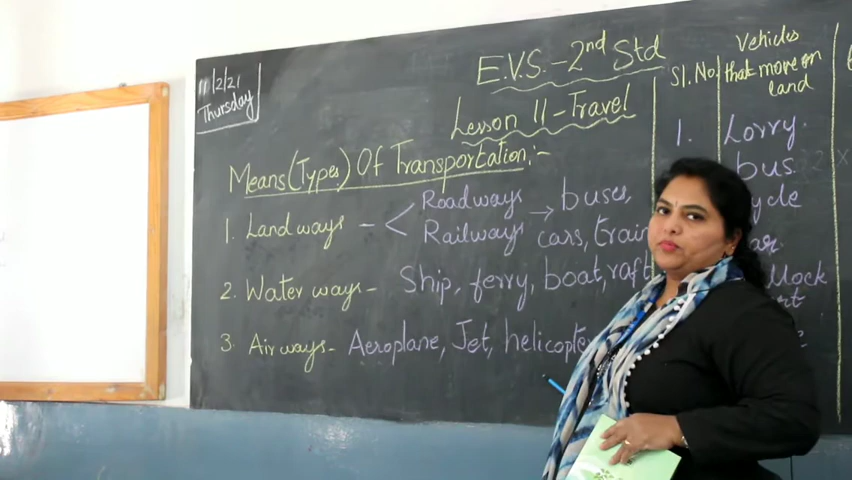 11/2/21
Thursday
E.V.S.-2nd Std
Lesson 11-Travel
Means(Types) Of Transportation:-
1. Landways - < Roadways → buses,
Railways cars, train
2. Water ways - Ship, ferry, boat, raft
3. Airways - Aeroplane, Jet, helicopte
Sl.No.
Vehicles
that move on
land
1. Lorry.
bus.